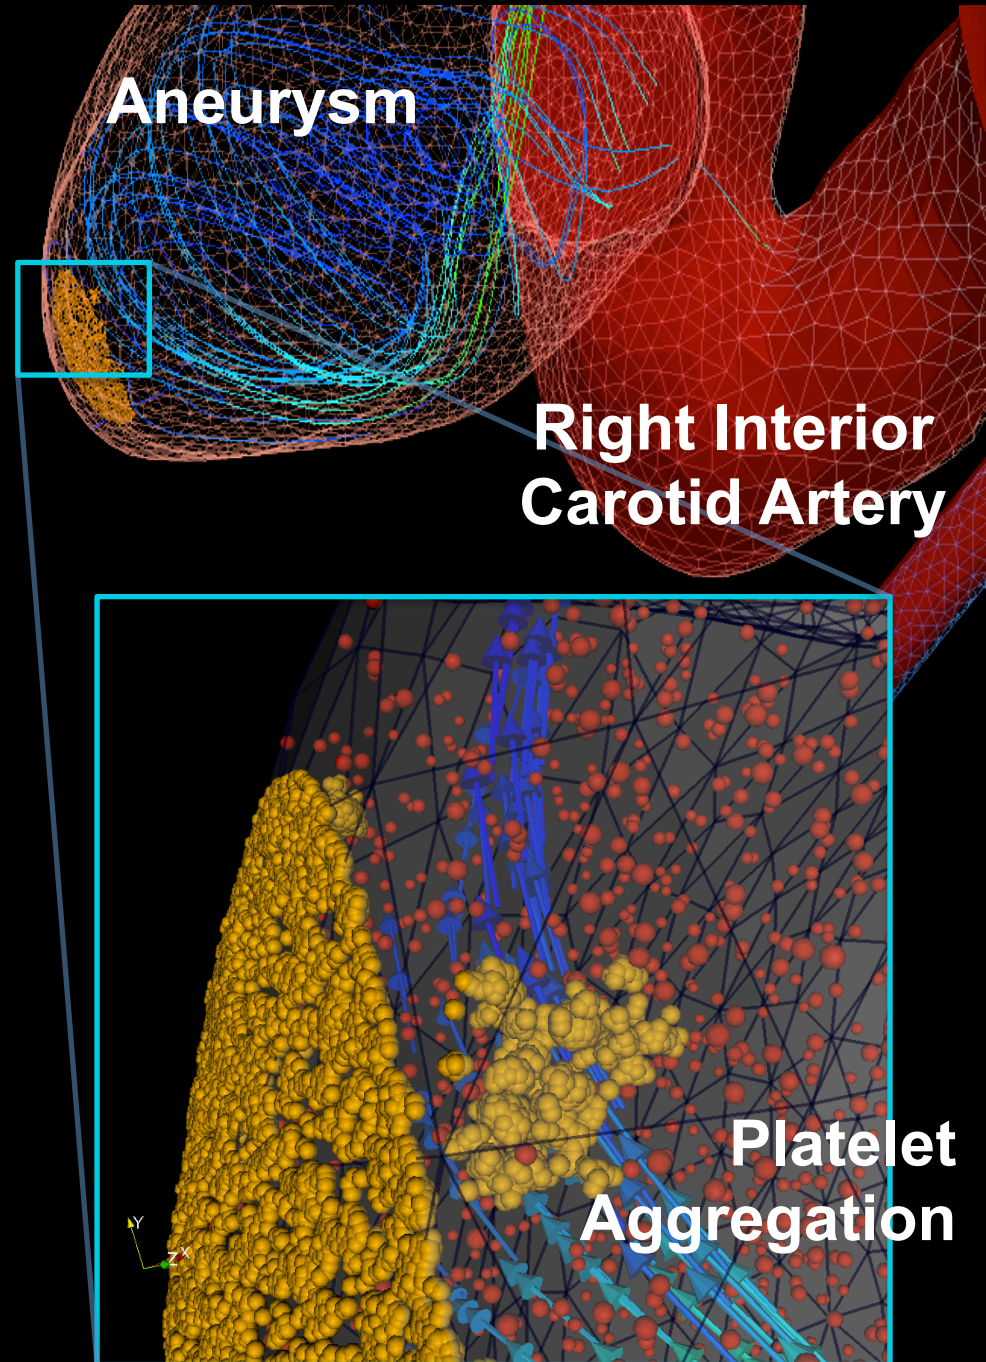 Aneurysm
Right Interior
Carotid Artery
Platelet
Aggregation
Y
Z X